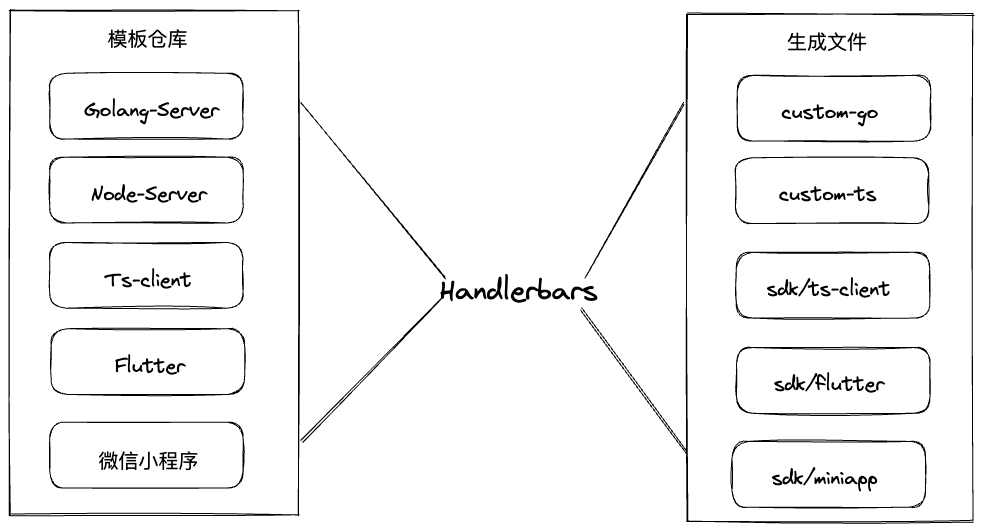 模板仓库
Golang-Server
Node-Server
Ts-client
Flutter
微信小程序
Handlerbars
生成文件
custom-go
custom-ts
sdk/ts-client
sdk/flutter
sdk/miniapp